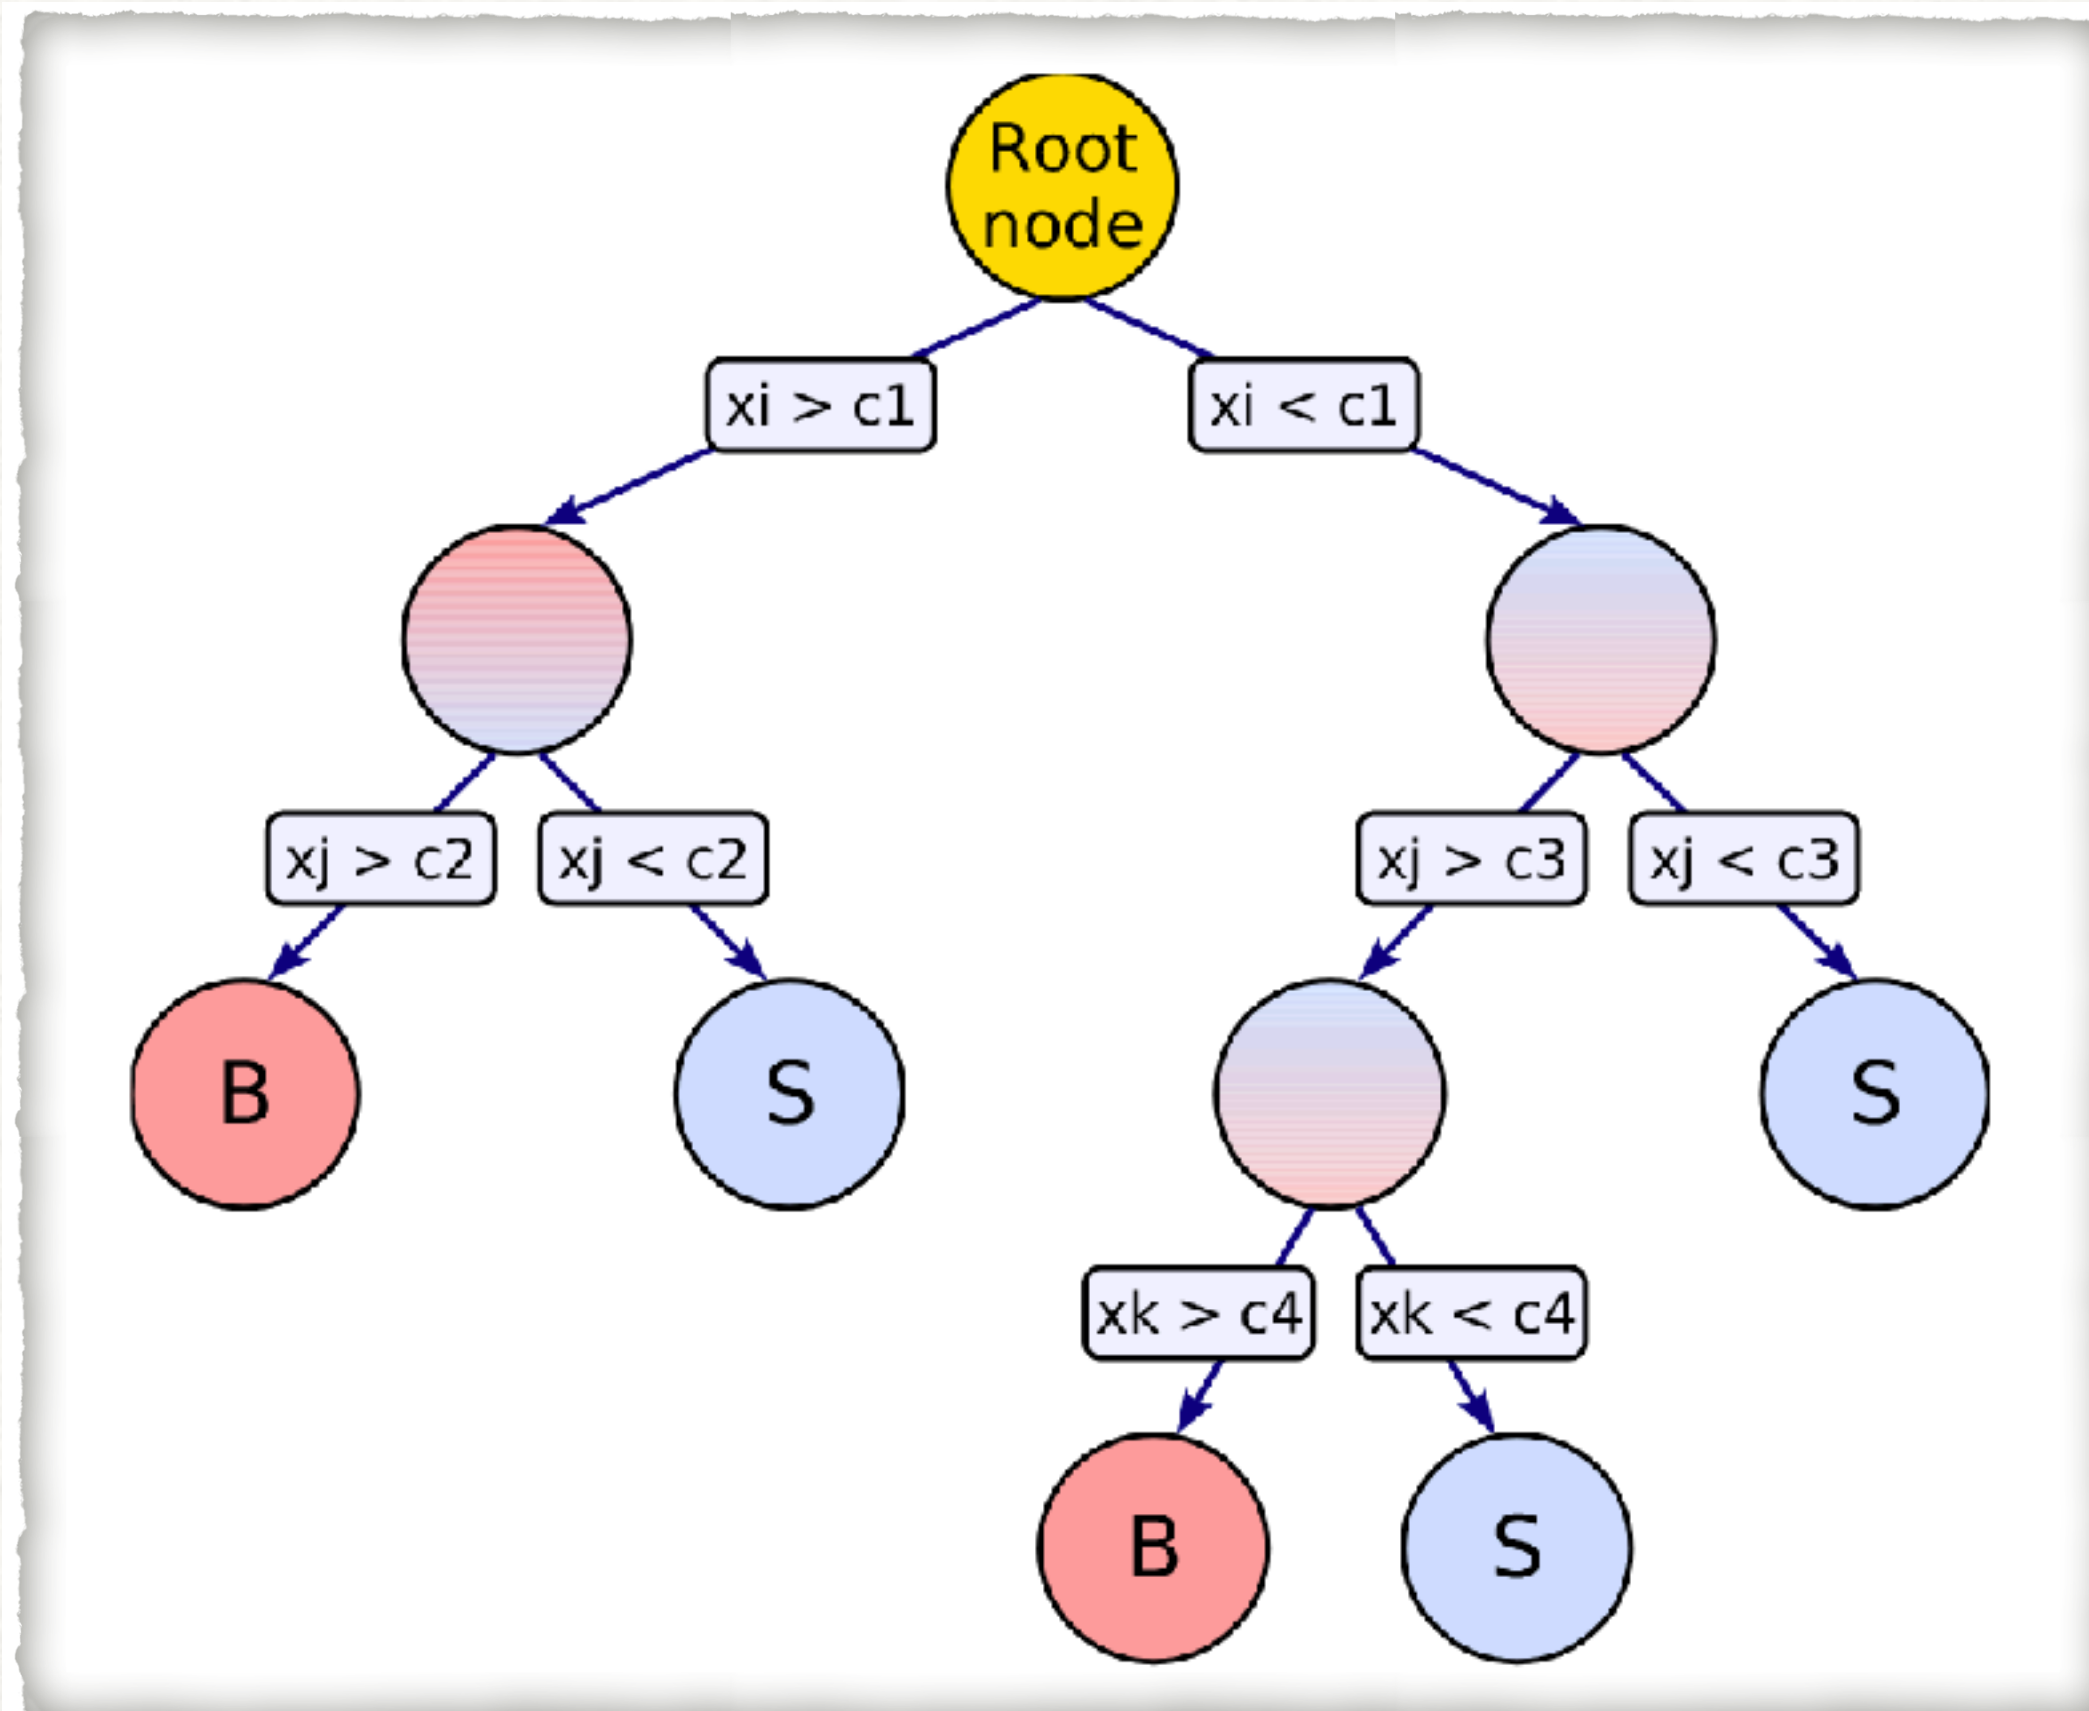 Root
node
xi > c1
xi < c1
xj > c2
xj < c2
xj > c3
xj < c3
B
S
S
xk > c4
xk < c4
B
S